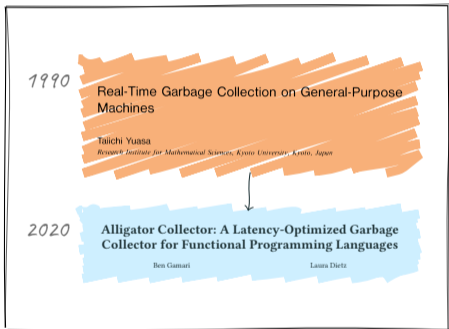 1990
Real-Time Garbage Collection on General-Purpose
Machines
Taiichi Yuasa
Research Institute for Mathematical Sciences, Kyoto University, Kyoto, Japan
2020
Alligator Collector: A Latency-Optimized Garbage
Collector for Functional Programming Languages
Ben Gamari Laura Dietz